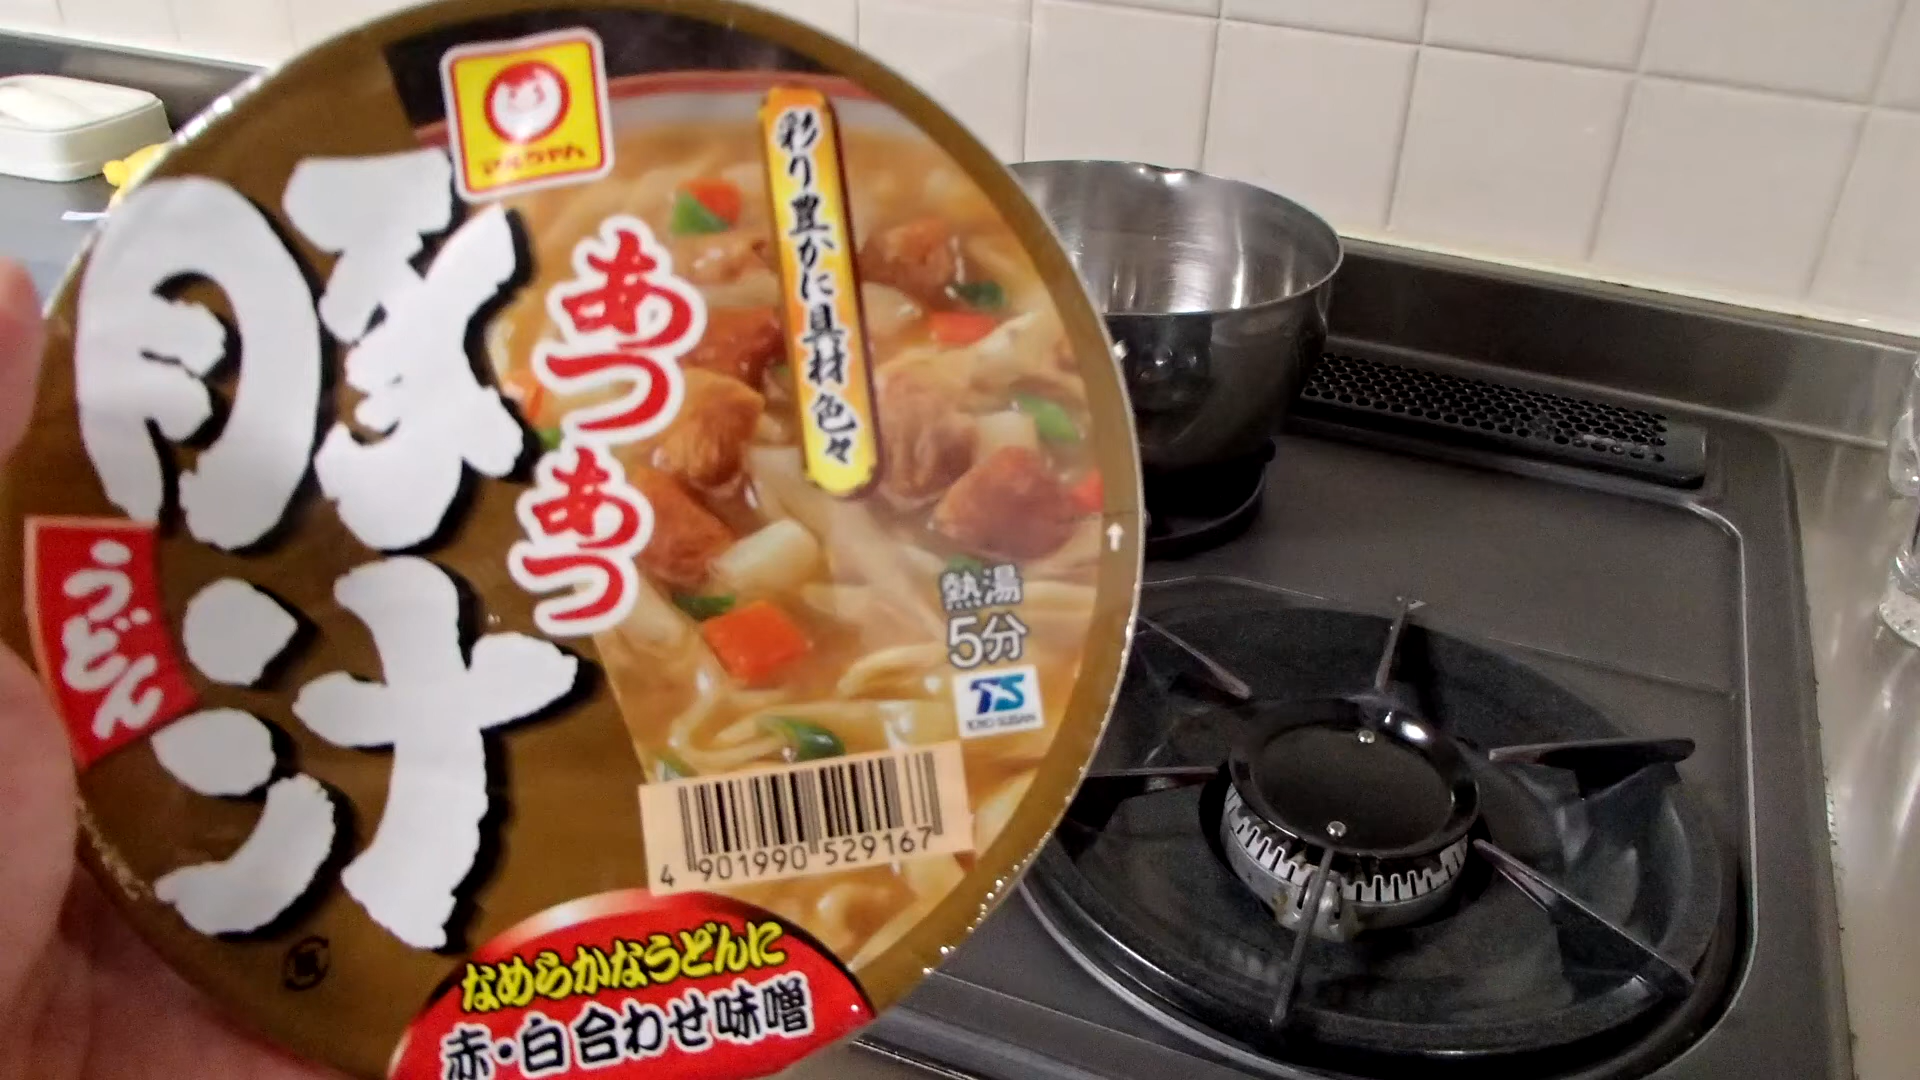 マルちゃん
彩り豊かに具材色々
あつあつ
豚汁
うどん
熱湯
5分
TS
TOYO SUISAN
4 901990 529167
なめらかなうどんに
赤・白合わせ味噌